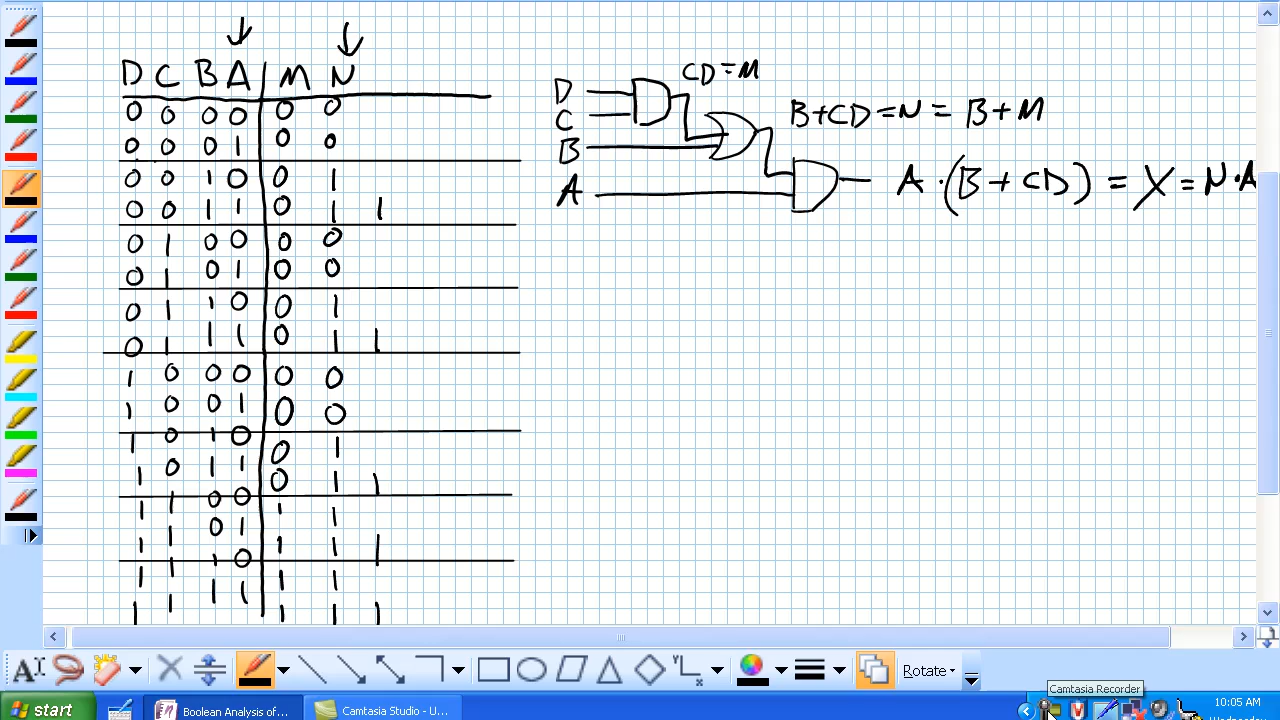 D C B A M N
0 0 0 0 0 0
0 0 0 1 0 0
0 0 1 0 0 1
0 0 1 1 0 1 1
0 1 0 0 0 0
0 1 0 1 0 0
0 1 1 0 0 1
0 1 1 1 0 1 1
1 0 0 0 0 0
1 0 0 1 0 0
1 0 1 0 0 1
1 0 1 1 0 1 1
1 1 0 0 1 1
1 1 0 1 1 1 1
1 1 1 0 1 1
1 1 1 1 1 1 1
CD=M
D
C
B
A
B+CD=N=B+M
A·(B+CD)=X=N·A
A
Rotate
Camtasia Recorder
start
Boolean Analysis of...
Camtasia Studio - U...
10:05 AM